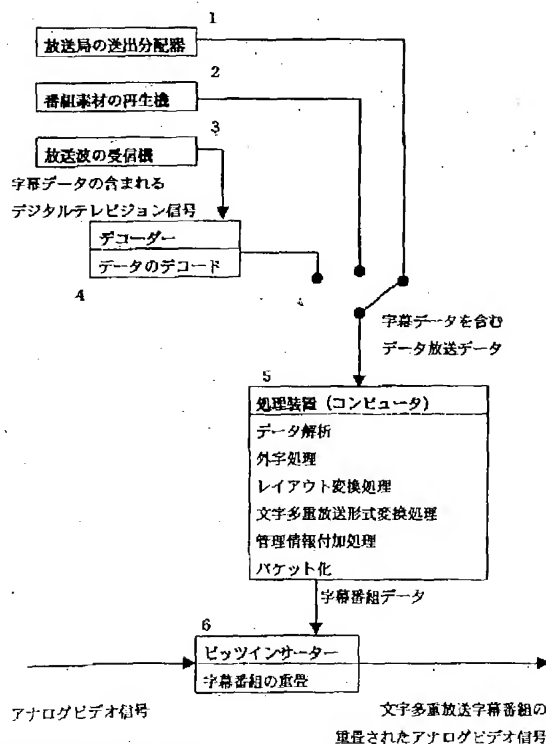 1
放送局の送出分配器
2
番組素材の再生機
3
放送波の受信機
字幕データの含まれる
デジタルテレビジョン信号
デコーダー
データのデコード
4
字幕データを含む
データ放送データ
5
処理装置（コンピュータ）
データ解析
外字処理
レイアウト変換処理
文字多重放送形式変換処理
管理情報付加処理
パケット化
字幕番組データ
6
ビッツインサーター
字幕番組の重畳
アナログビデオ信号
文字多重放送字幕番組の
重畳されたアナログビデオ信号